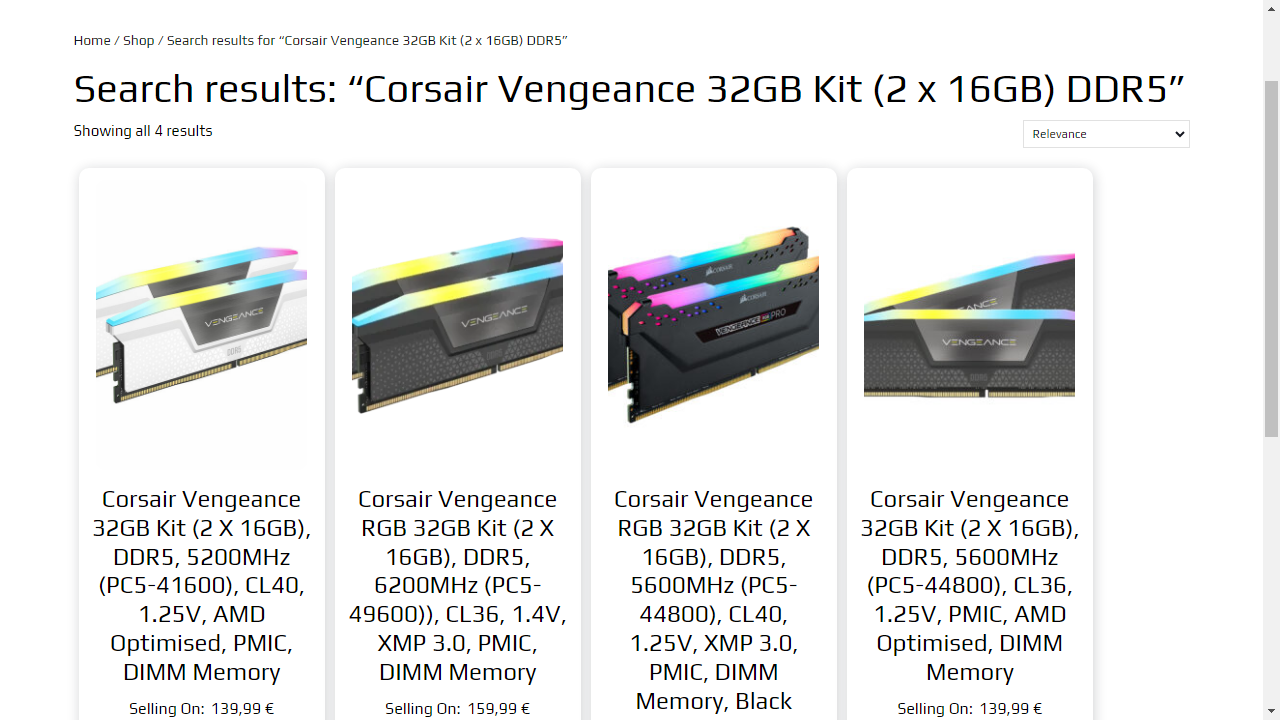 Home / Shop / Search results for “Corsair Vengeance 32GB Kit (2 x 16GB) DDR5”
Search results: “Corsair Vengeance 32GB Kit (2 x 16GB) DDR5”
Showing all 4 results
Relevance
VENGEANCE
DDR5
VENGEANCE
DDR5
CORSAIR
CORSAIR
VENGEANCE PRO
VENGEANCE
VENGEANCE
DDR5
Corsair Vengeance
32GB Kit (2 X 16GB),
DDR5, 5200MHz
(PC5-41600), CL40,
1.25V, AMD
Optimised, PMIC,
DIMM Memory
Selling On: 139,99 €
Corsair Vengeance
RGB 32GB Kit (2 X
16GB), DDR5,
6200MHz (PC5-
49600)), CL36, 1.4V,
XMP 3.0, PMIC,
DIMM Memory
Selling On: 159,99 €
Corsair Vengeance
RGB 32GB Kit (2 X
16GB), DDR5,
5600MHz (PC5-
44800), CL40,
1.25V, XMP 3.0,
PMIC, DIMM
Memory, Black
Corsair Vengeance
32GB Kit (2 X 16GB),
DDR5, 5600MHz
(PC5-44800), CL36,
1.25V, PMIC, AMD
Optimised, DIMM
Memory
Selling On: 139,99 €